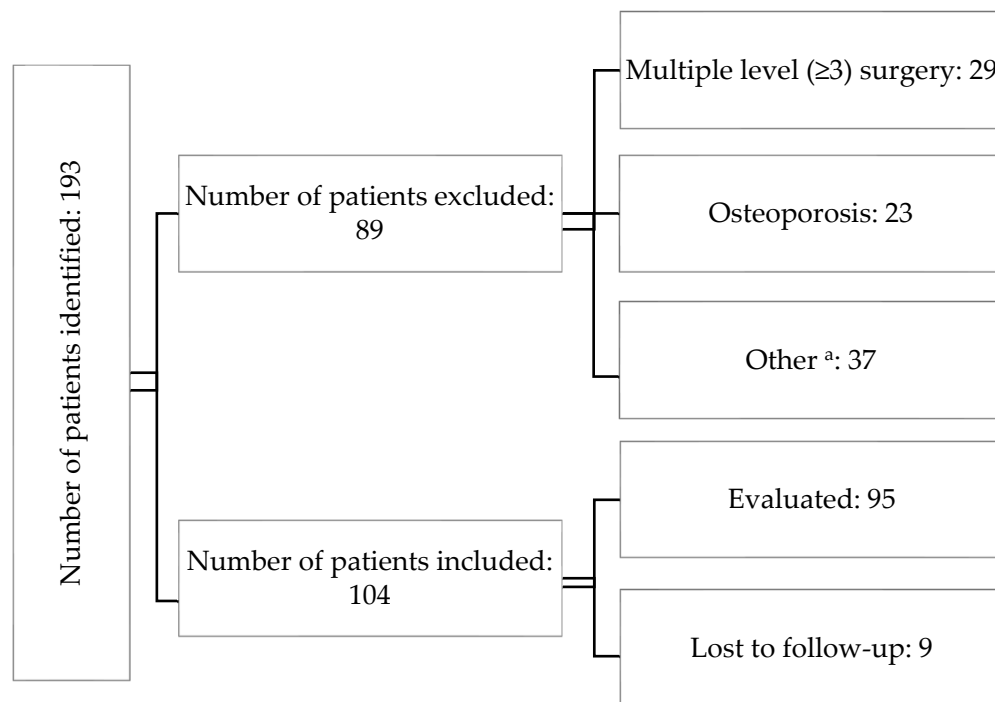 Number of patients identified: 193
Number of patients excluded:
89
Multiple level (≥3) surgery: 29
Osteoporosis: 23
Other ᵃ: 37
Number of patients included:
104
Evaluated: 95
Lost to follow-up: 9